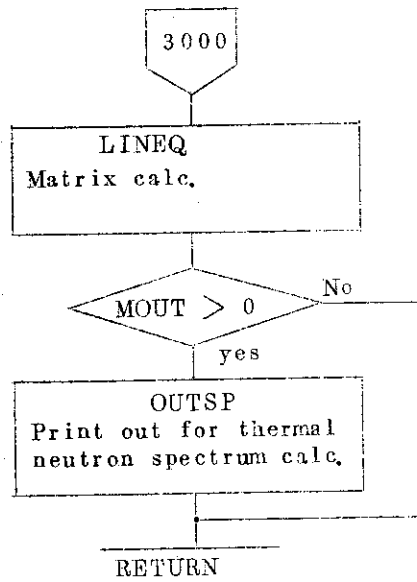 3000
LINEQ
Matrix calc.
MOUT > 0
No
yes
OUTSP
Print out for thermal
neutron spectrum calc.
RETURN